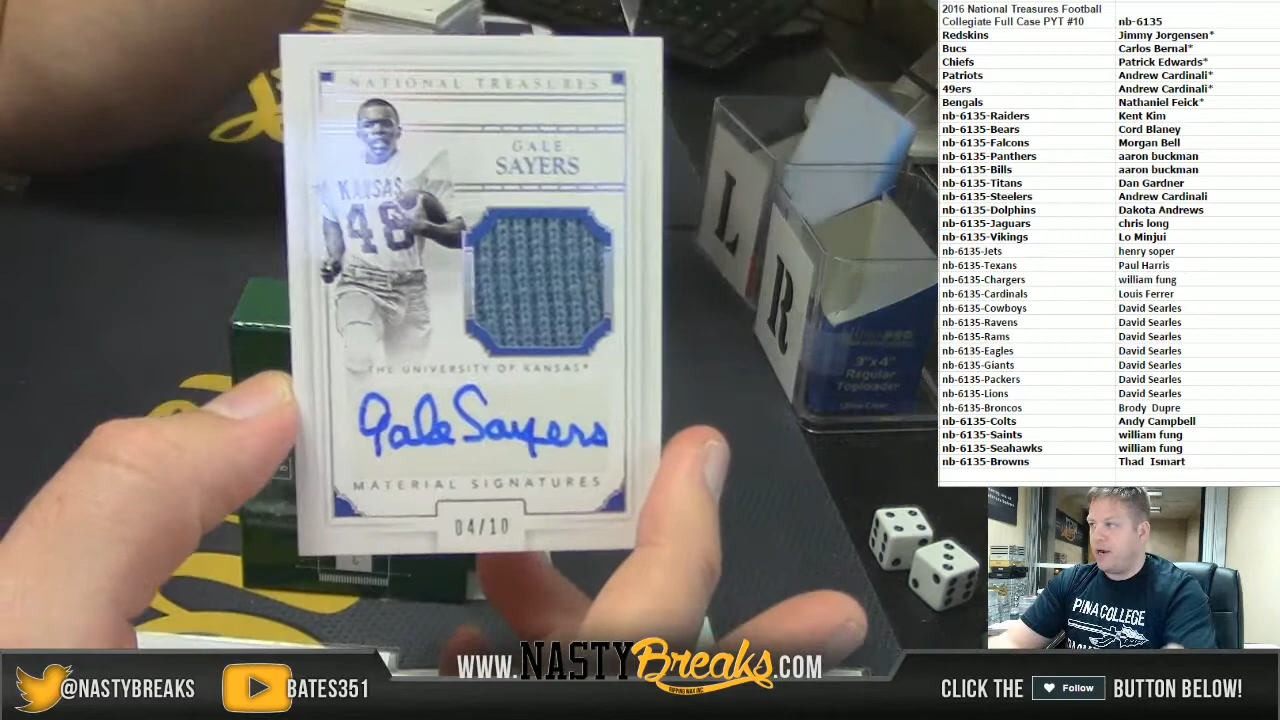 NATIONAL TREASURES
GALE
SAYERS
KANSAS
48
THE UNIVERSITY OF KANSAS
Gale Sayers
MATERIAL SIGNATURES
04/10
L
R
3"x4"
Regular
Toploader
2016 National Treasures Football
Collegiate Full Case PYT #10 nb-6135
Redskins Jimmy Jorgensen*
Bucs Carlos Bernal*
Chiefs Patrick Edwards*
Patriots Andrew Cardinali*
49ers Andrew Cardinali*
Bengals Nathaniel Feick*
nb-6135-Raiders Kent Kim
nb-6135-Bears Cord Blaney
nb-6135-Falcons Morgan Bell
nb-6135-Panthers aaron buckman
nb-6135-Bills aaron buckman
nb-6135-Titans Dan Gardner
nb-6135-Steelers Andrew Cardinali
nb-6135-Dolphins Dakota Andrews
nb-6135-Jaguars chris long
nb-6135-Vikings Lo Minjui
nb-6135-Jets henry soper
nb-6135-Texans Paul Harris
nb-6135-Chargers william fung
nb-6135-Cardinals Louis Ferrer
nb-6135-Cowboys David Searles
nb-6135-Ravens David Searles
nb-6135-Rams David Searles
nb-6135-Eagles David Searles
nb-6135-Giants David Searles
nb-6135-Packers David Searles
nb-6135-Lions David Searles
nb-6135-Broncos Brody Dupre
nb-6135-Colts Andy Campbell
nb-6135-Saints william fung
nb-6135-Seahawks william fung
nb-6135-Browns Thad Ismart
PINA COLLEGE
@NASTYBREAKS
BATES351
WWW.NASTYBreaks.COM
RIPPING WAX INC.
CLICK THE Follow BUTTON BELOW!